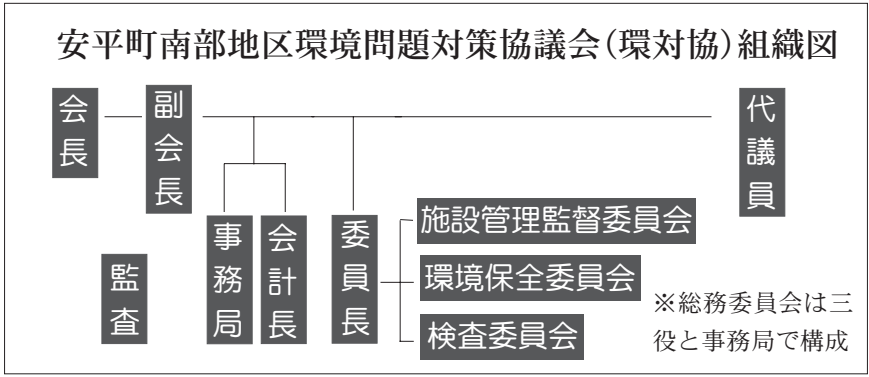 安平町南部地区環境問題対策協議会(環対協)組織図
会長
副会長
代議員
監査
事務局
会計長
委員長
施設管理監督委員会
環境保全委員会
検査委員会
※総務委員会は三
役と事務局で構成